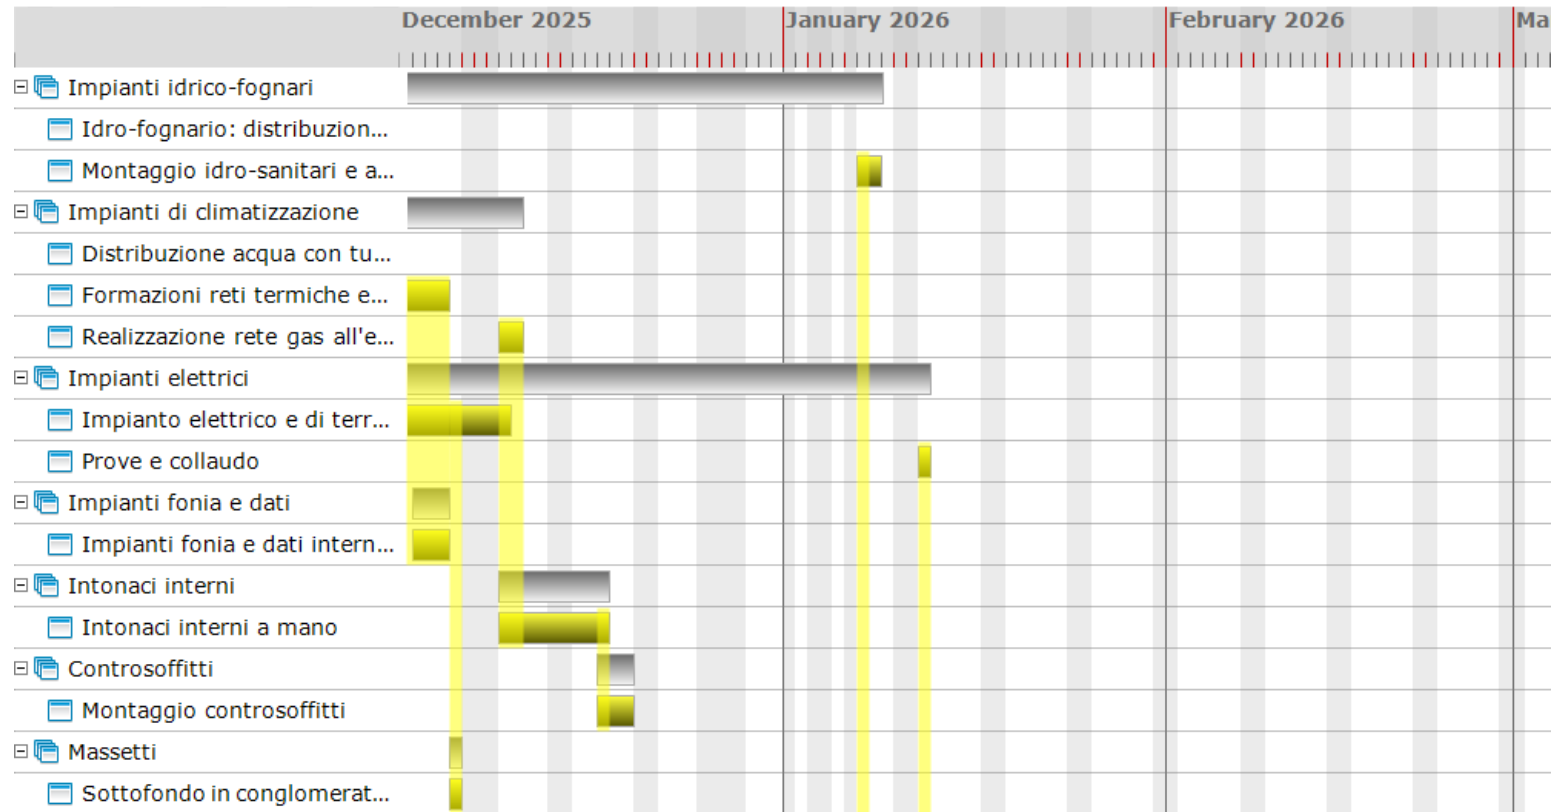 December 2025 January 2026 February 2026 Ma
Impianti idrico-fognari
Idro-fognario: distribuzion...
Montaggio idro-sanitari e a...
Impianti di climatizzazione
Distribuzione acqua con tu...
Formazioni reti termiche e...
Realizzazione rete gas all'e...
Impianti elettrici
Impianto elettrico e di terr...
Prove e collaudo
Impianti fonia e dati
Impianti fonia e dati intern...
Intonaci interni
Intonaci interni a mano
Controsoffitti
Montaggio controsoffitti
Massetti
Sottofondo in conglomerat...